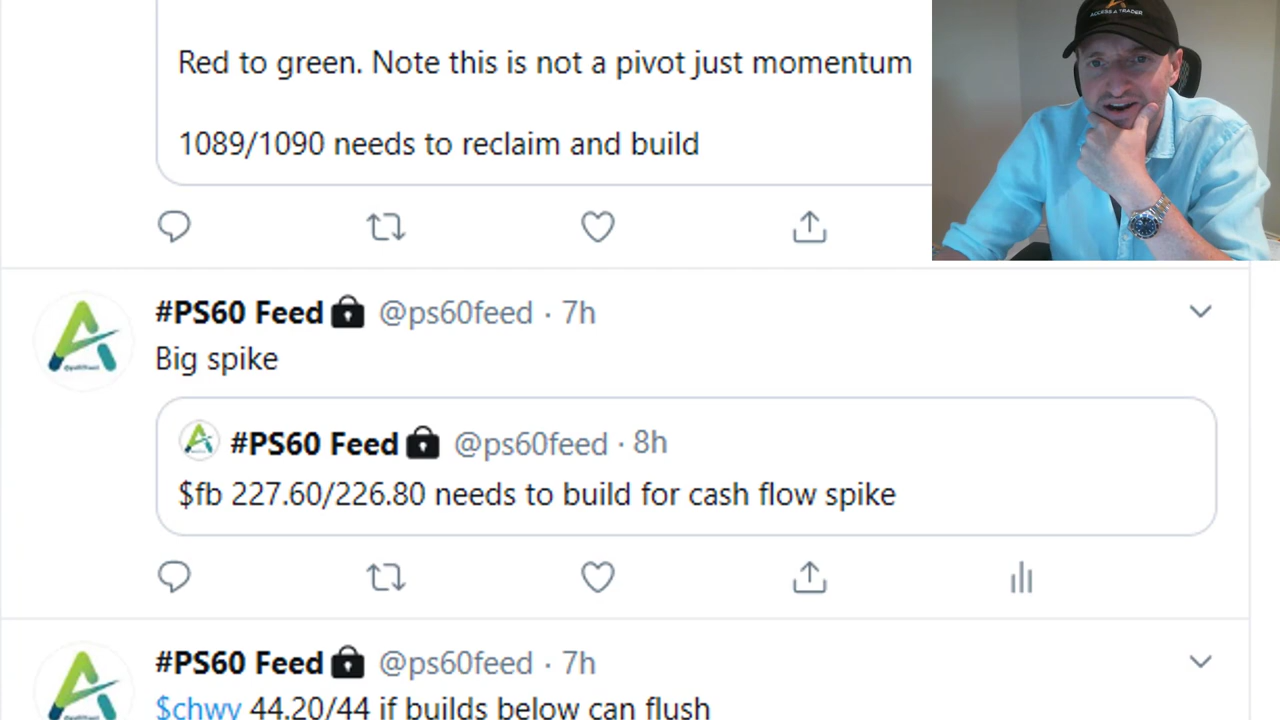 Red to green. Note this is not a pivot just momentum
1089/1090 needs to reclaim and build
ACCESS A TRADER
#PS60 Feed @ps60feed · 7h
Big spike
#PS60 Feed @ps60feed · 8h
$fb 227.60/226.80 needs to build for cash flow spike
#PS60 Feed @ps60feed · 7h
$chwy 44.20/44 if builds below can flush